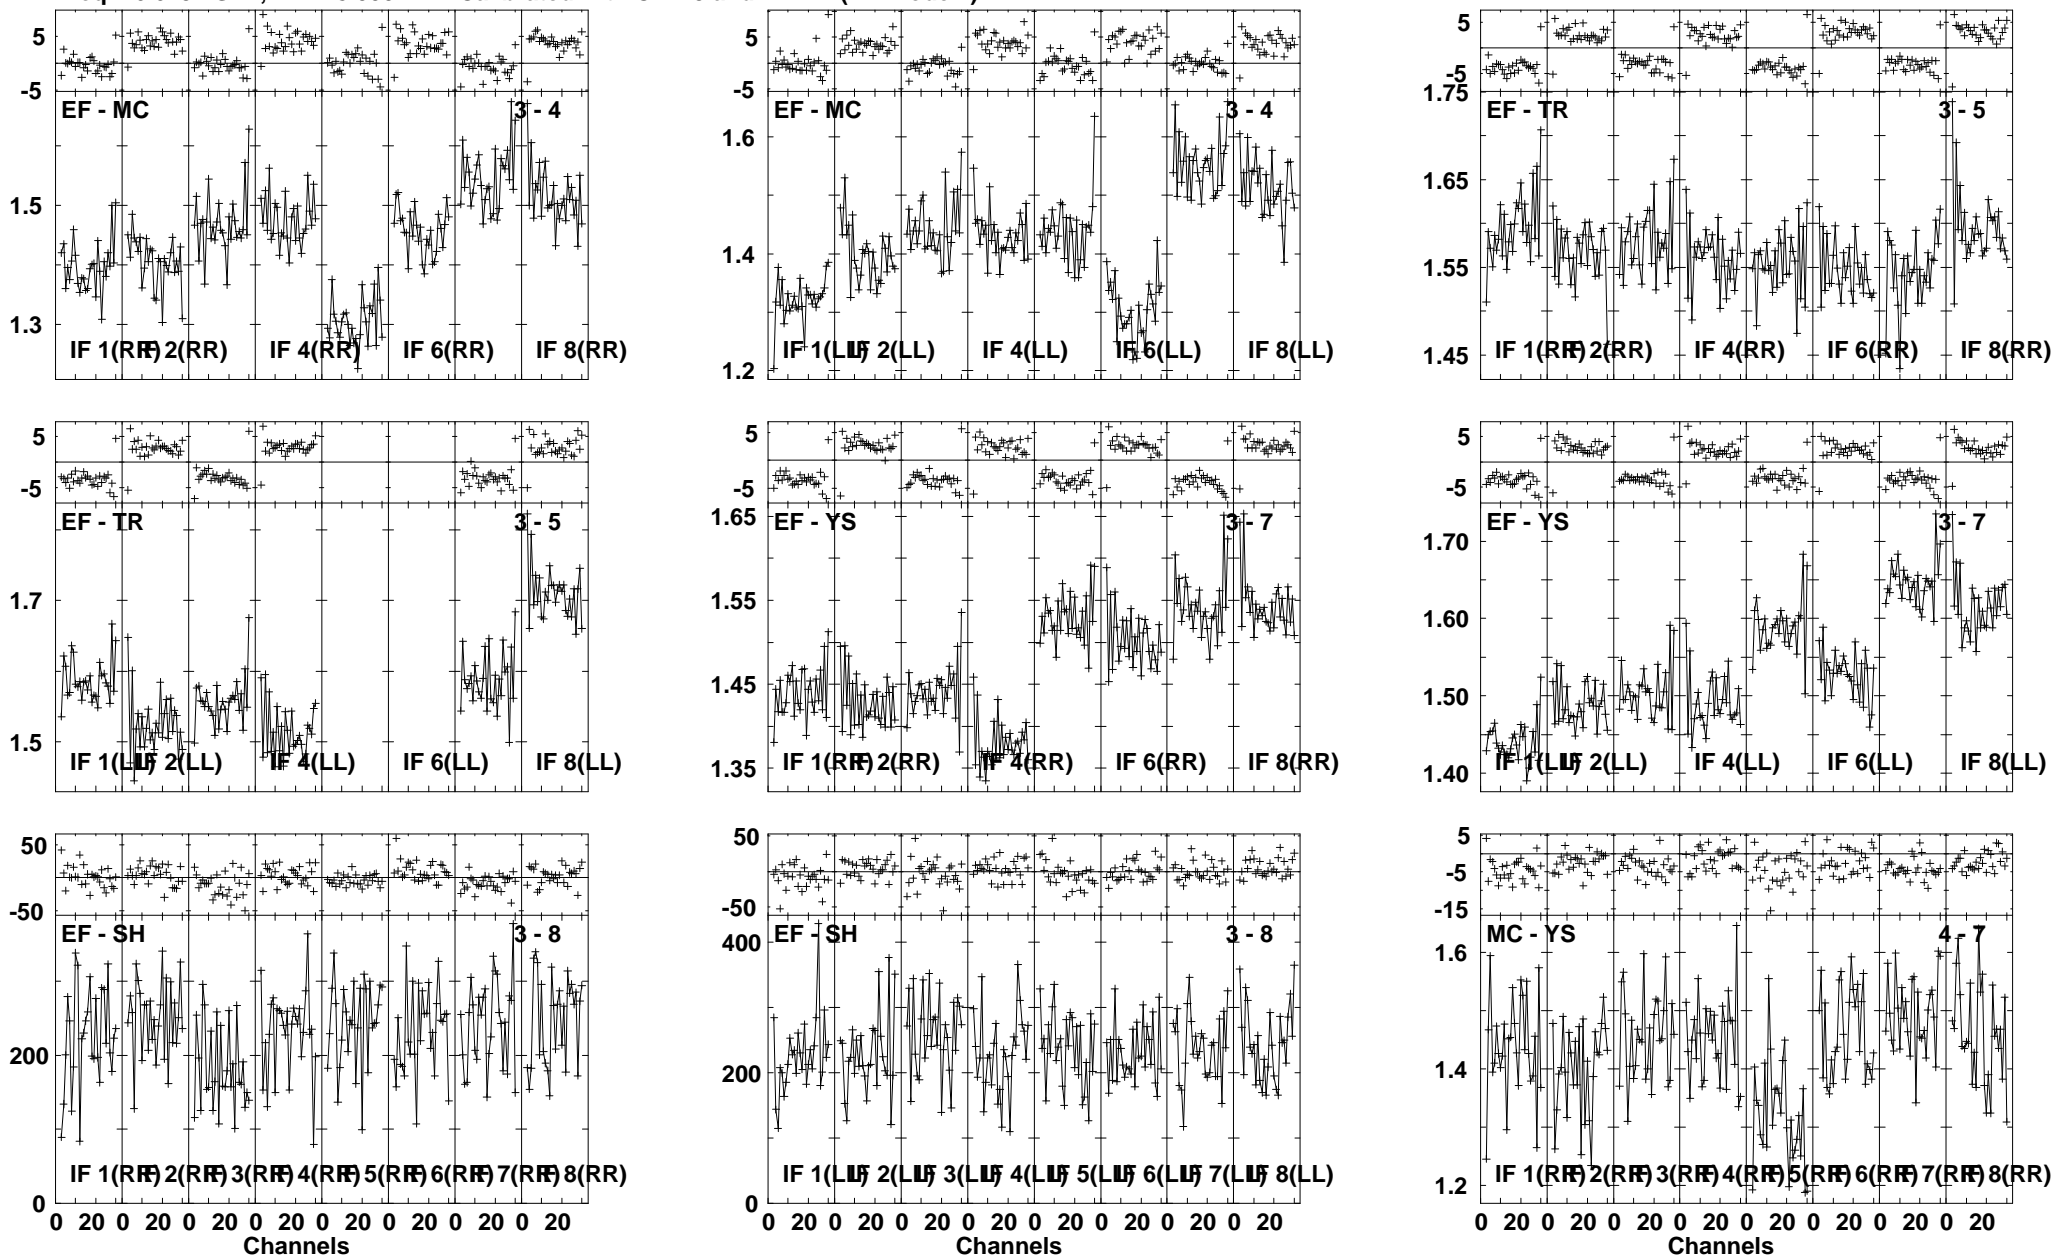 5
-5
EF - MC
3 - 4
1.5
1.3
IF 1(RR)
IF 2(RR)
IF 4(RR)
IF 6(RR)
IF 8(RR)
5
-5
EF - MC
3 - 4
1.6
1.4
1.2
IF 1(LL)
IF 2(LL)
IF 4(LL)
IF 6(LL)
IF 8(LL)
5
-5
1.75
EF - TR
3 - 5
1.65
1.55
1.45
IF 1(RR)
IF 2(RR)
IF 4(RR)
IF 6(RR)
IF 8(RR)
5
-5
EF - TR
3 - 5
1.7
1.5
IF 1(LL)
IF 2(LL)
IF 4(LL)
IF 6(LL)
IF 8(LL)
5
-5
1.65
EF - YS
3 - 7
1.55
1.45
1.35
IF 1(RR)
IF 2(RR)
IF 4(RR)
IF 6(RR)
IF 8(RR)
5
-5
EF - YS
3 - 7
1.70
1.60
1.50
1.40
IF 1(LL)
IF 2(LL)
IF 4(LL)
IF 6(LL)
IF 8(LL)
50
-50
EF - SH
3 - 8
200
0
IF 1(RR)
IF 2(RR)
IF 3(RR)
IF 4(RR)
IF 5(RR)
IF 6(RR)
IF 7(RR)
IF 8(RR)
0 20 0 20 0 20 0 20 0 20 0 20 0 20 0 20
Channels
50
-50
EF - SH
3 - 8
400
200
0
IF 1(LL)
IF 2(LL)
IF 3(LL)
IF 4(LL)
IF 5(LL)
IF 6(LL)
IF 7(LL)
IF 8(LL)
0 20 0 20 0 20 0 20 0 20 0 20 0 20 0 20
Channels
5
-5
-15
MC - YS
4 - 7
1.6
1.4
1.2
IF 1(RR)
IF 2(RR)
IF 3(RR)
IF 4(RR)
IF 5(RR)
IF 6(RR)
IF 7(RR)
IF 8(RR)
0 20 0 20 0 20 0 20 0 20 0 20 0 20 0 20
Channels